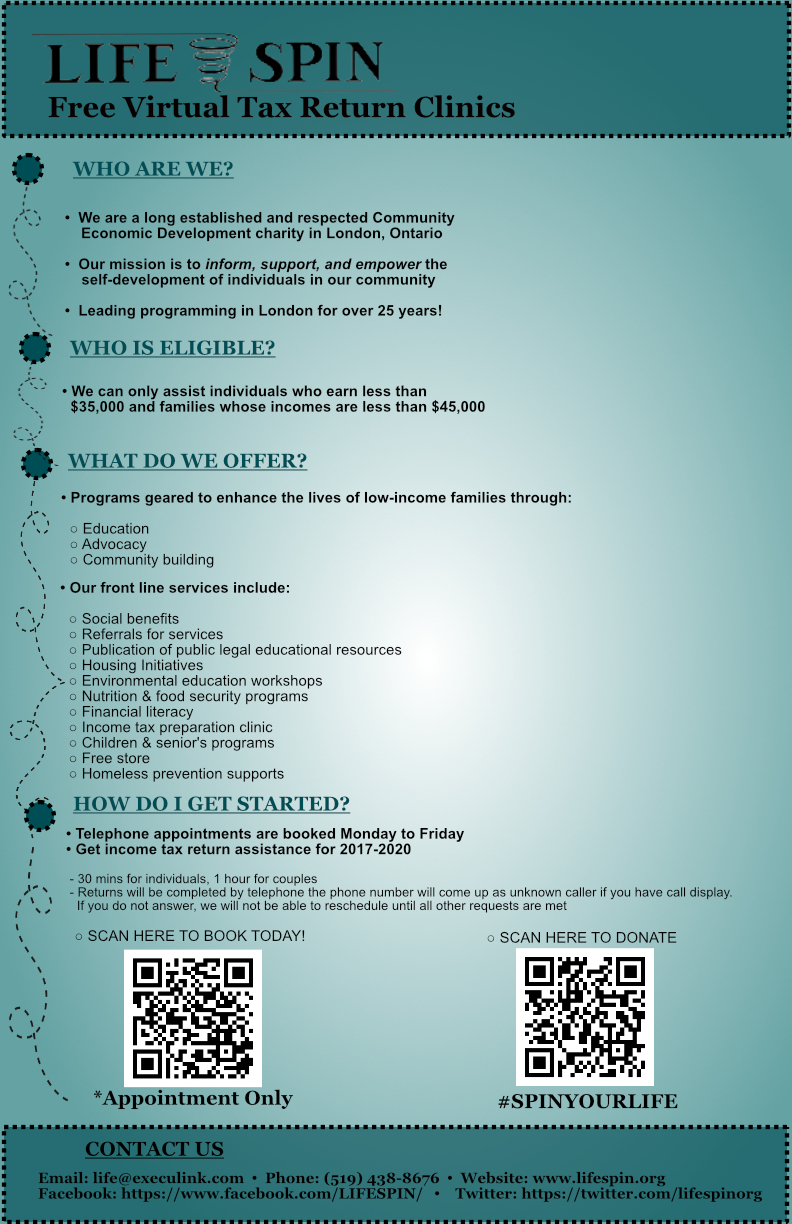 LIFE SPIN
Free Virtual Tax Return Clinics
WHO ARE WE?
• We are a long established and respected Community
Economic Development charity in London, Ontario
• Our mission is to inform, support, and empower the
self-development of individuals in our community
• Leading programming in London for over 25 years!
WHO IS ELIGIBLE?
• We can only assist individuals who earn less than
$35,000 and families whose incomes are less than $45,000
WHAT DO WE OFFER?
• Programs geared to enhance the lives of low-income families through:
○ Education
○ Advocacy
○ Community building
• Our front line services include:
○ Social benefits
○ Referrals for services
○ Publication of public legal educational resources
○ Housing Initiatives
○ Environmental education workshops
○ Nutrition & food security programs
○ Financial literacy
○ Income tax preparation clinic
○ Children & senior's programs
○ Free store
○ Homeless prevention supports
HOW DO I GET STARTED?
• Telephone appointments are booked Monday to Friday
• Get income tax return assistance for 2017-2020
- 30 mins for individuals, 1 hour for couples
- Returns will be completed by telephone the phone number will come up as unknown caller if you have call display.
If you do not answer, we will not be able to reschedule until all other requests are met
○ SCAN HERE TO BOOK TODAY!
○ SCAN HERE TO DONATE
*Appointment Only
#SPINYOURLIFE
CONTACT US
Email: life@execulink.com • Phone: (519) 438-8676 • Website: www.lifespin.org
Facebook: https://www.facebook.com/LIFESPIN/ • Twitter: https://twitter.com/lifespinorg